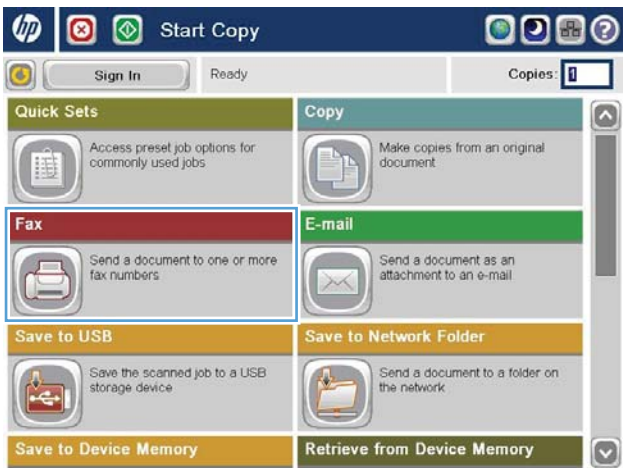 hp
Start Copy
?
Sign In
Ready
Copies: 1
Quick Sets
Copy
Access preset job options for
commonly used jobs
Make copies from an original
document
Fax
E-mail
Send a document to one or more
fax numbers
Send a document as an
attachment to an e-mail
Save to USB
Save to Network Folder
Save the scanned job to a USB
storage device
Send a document to a folder on
the network
Save to Device Memory
Retrieve from Device Memory